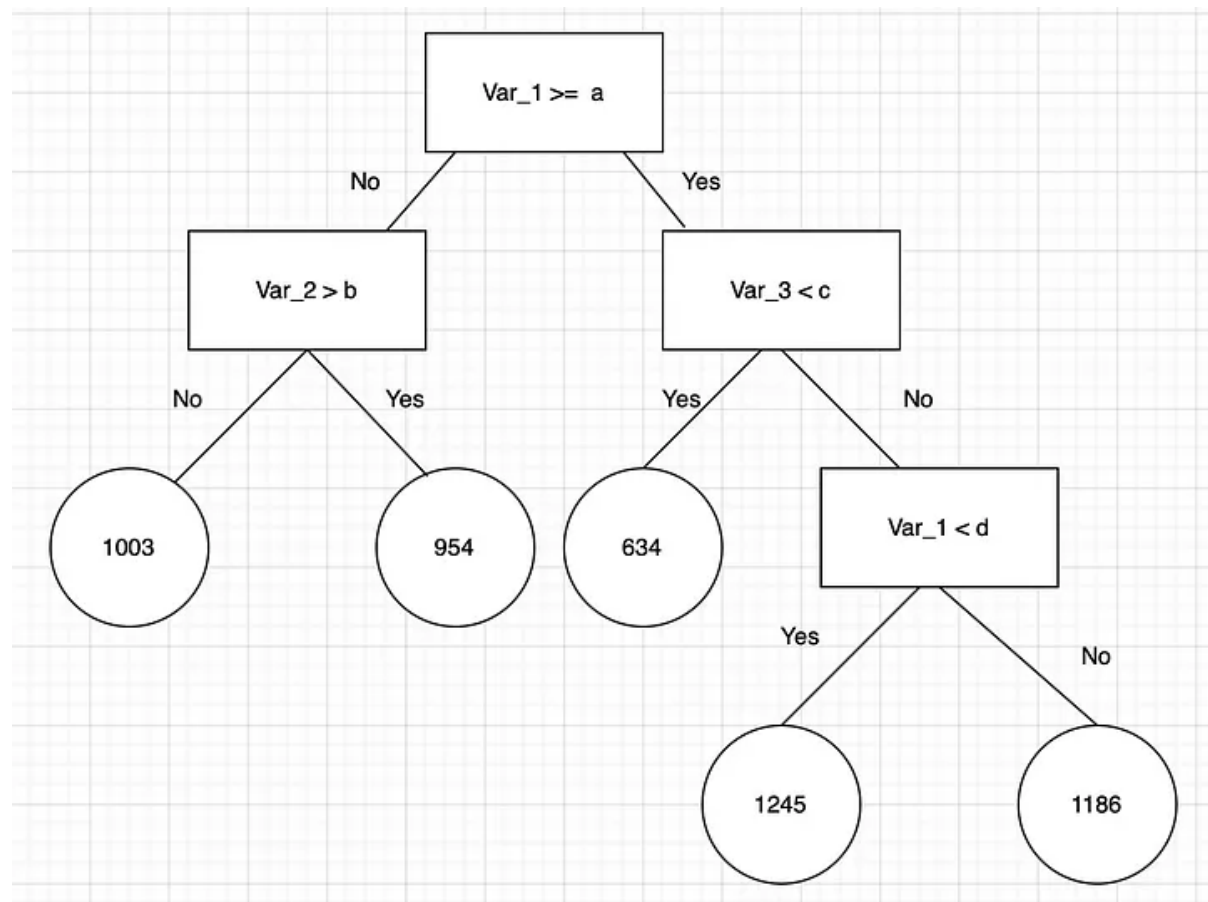 Var_1 >= a
No
Yes
Var_2 > b
Var_3 < c
No
Yes
Yes
No
1003
954
634
Var_1 < d
Yes
No
1245
1186